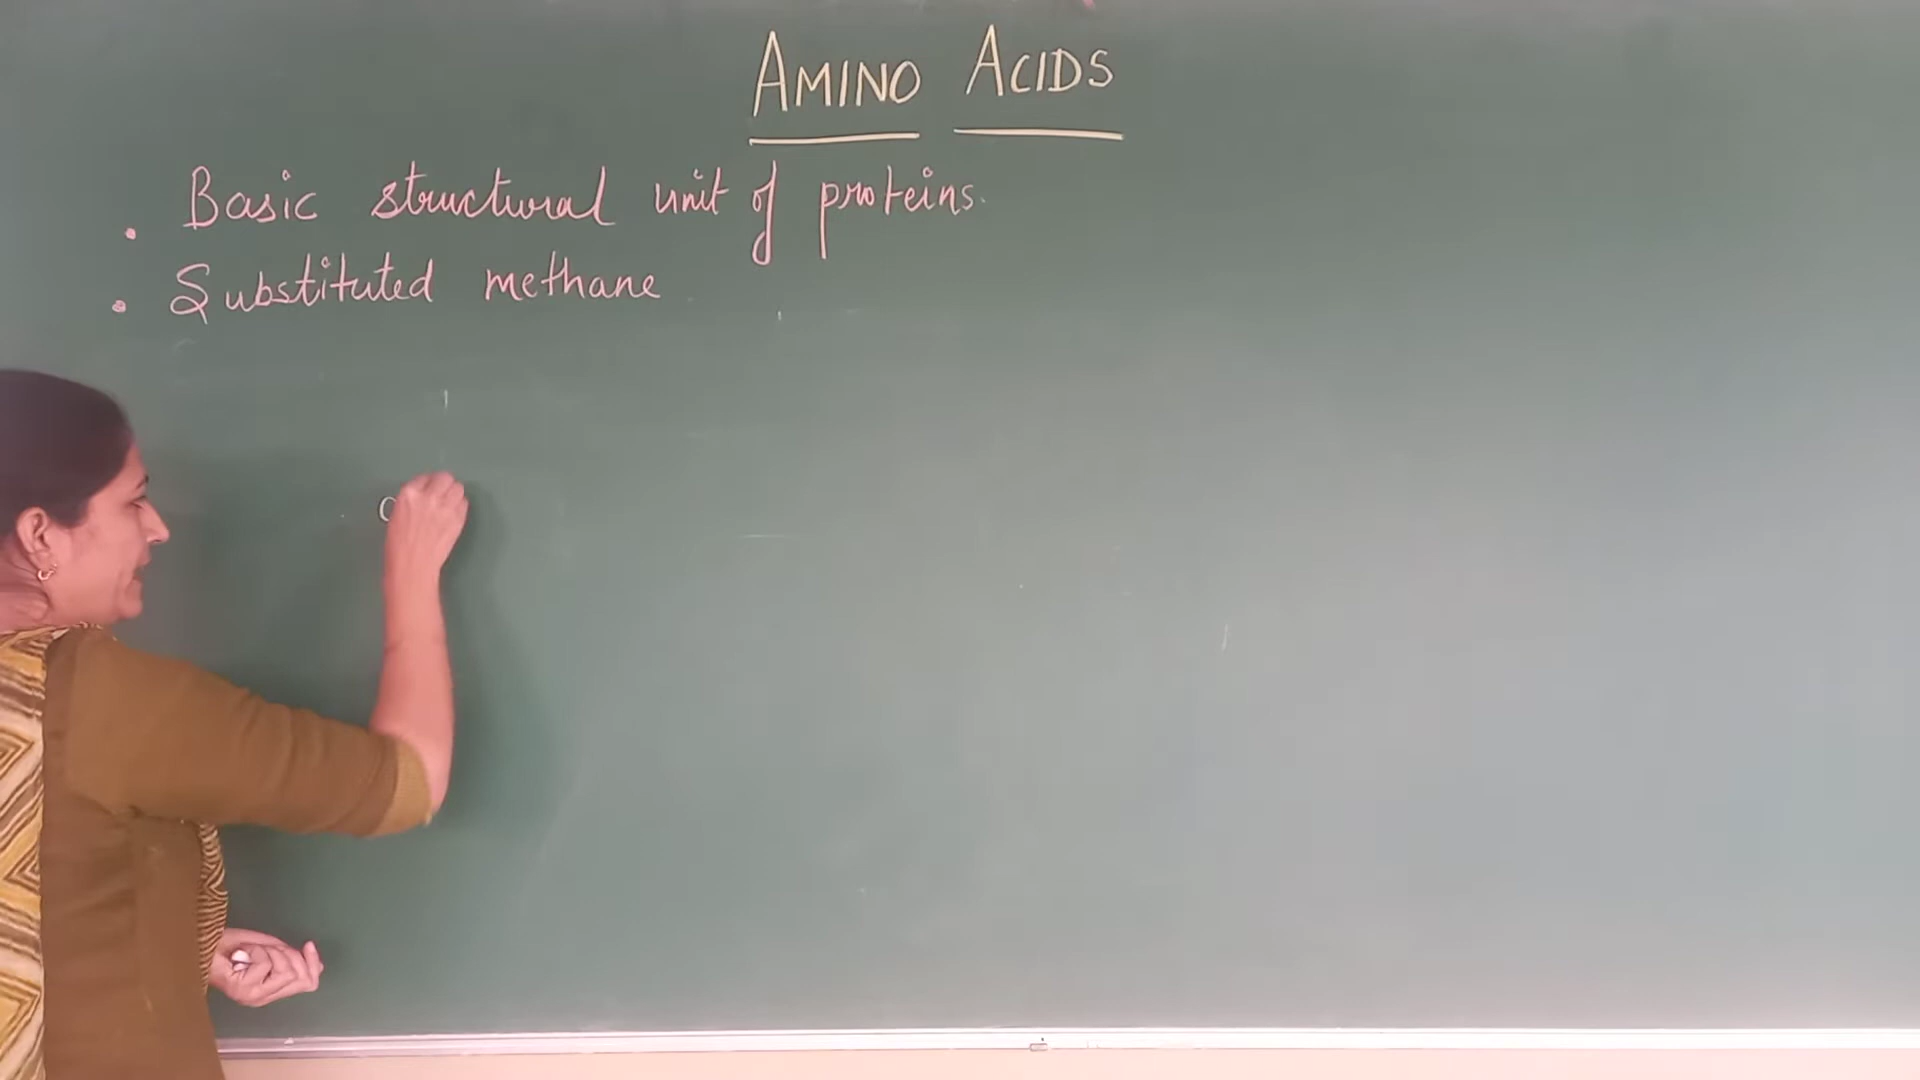 AMINO ACIDS
. Basic structural unit of proteins.
. Substituted methane
C